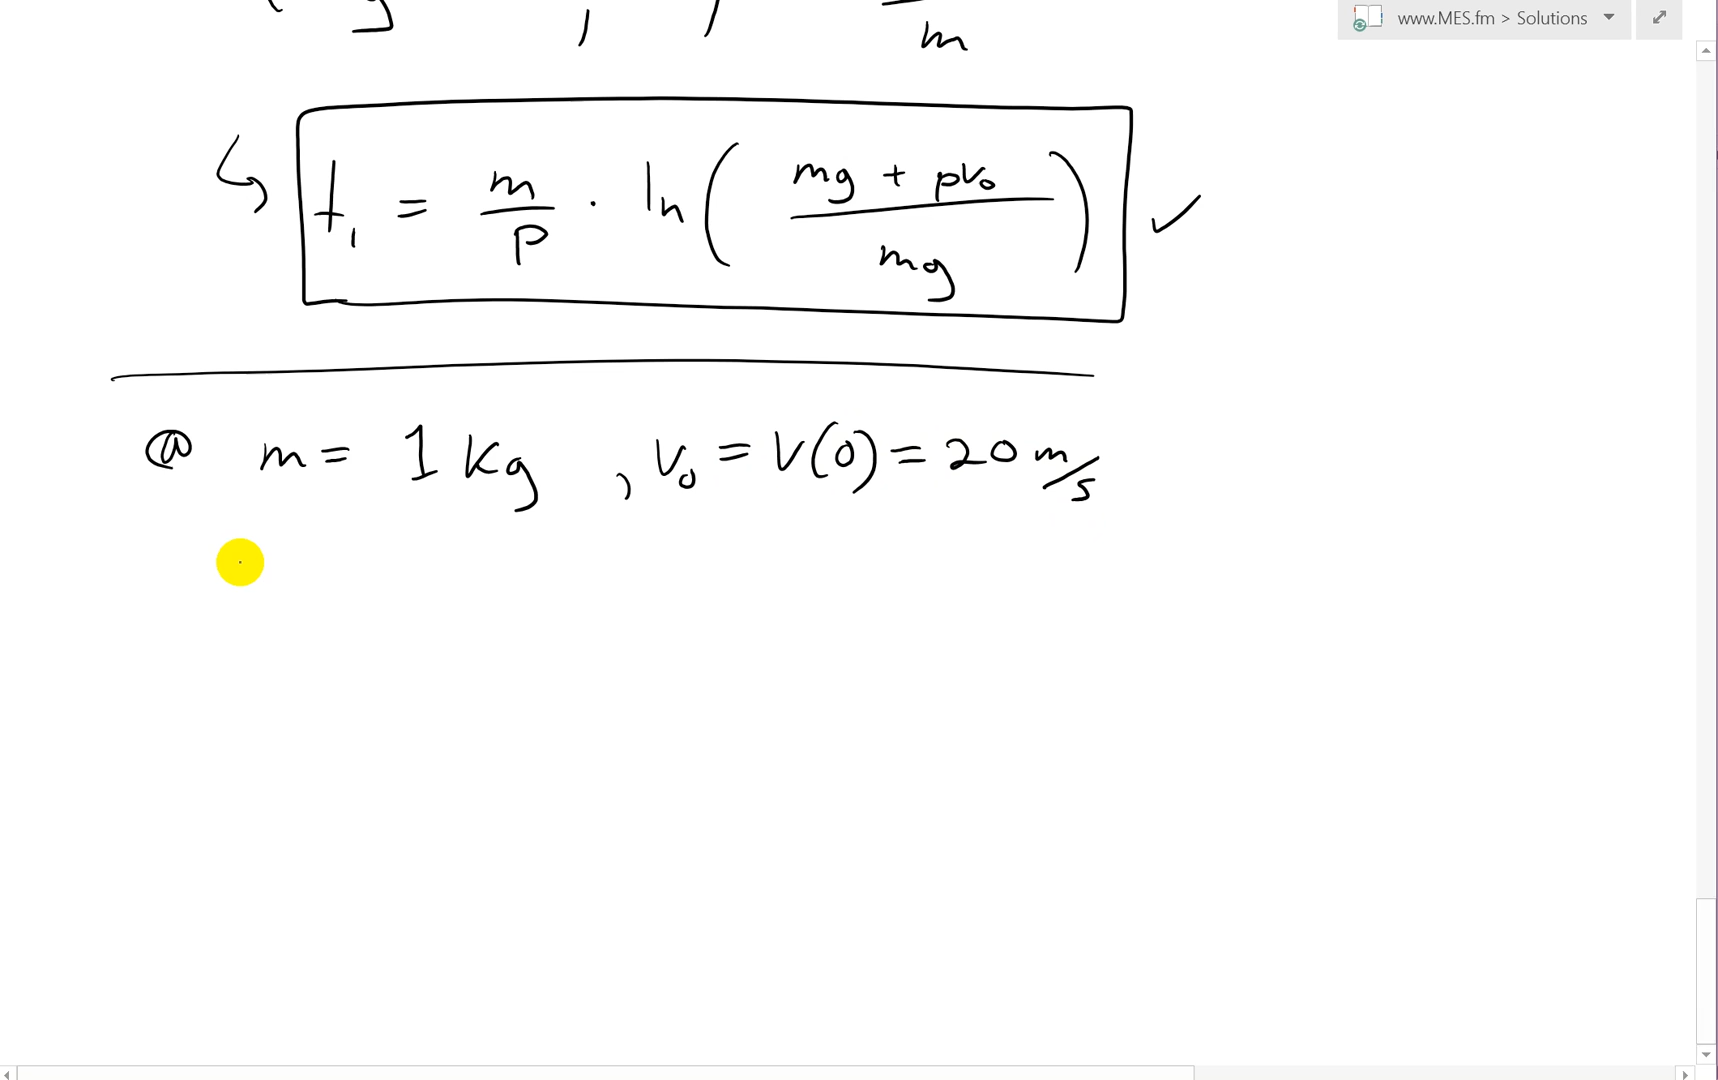 www.MES.fm > Solutions
m
t₁ = m/p · ln( (mg + pv₀)/(mg) ) ✓
@ m = 1 Kg , v₀ = v(0) = 20 m/s